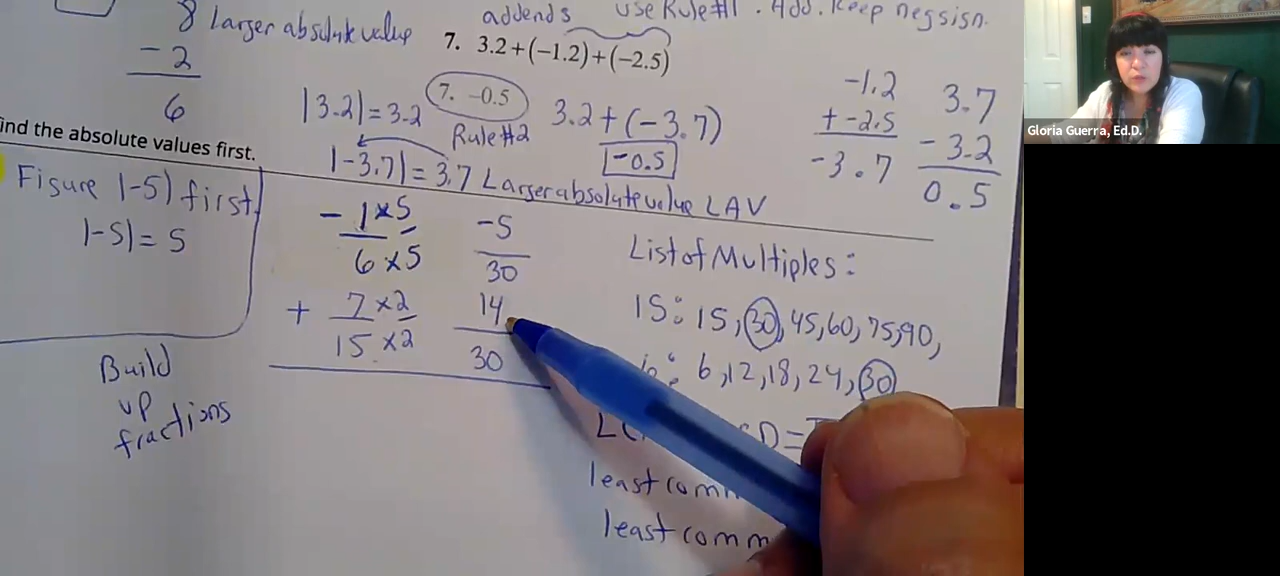 addends use Rule#1. Add. Keep neg sign.
8 Larger absolute value
- 2
6
7. 3.2+(−1.2)+(−2.5)
7. −0.5
|3.2|=3.2
Rule#2
|-3.7|= 3.7 Larger absolute value LAV
3.2+(-3.7)
-0.5
-1.2
+ -2.5
-3.7
3.7
- 3.2
0.5
ind the absolute values first.
Figure |-5| first
|-5|= 5
Build
up
fractions
- 1 x 5
6 x 5
-5
30
+ 7 x 2
15 x 2
14
30
List of Multiples:
15: 15, 30, 45, 60, 75, 90,
6, 12, 18, 24, 30
D=
least com
least comm
Gloria Guerra, Ed.D.